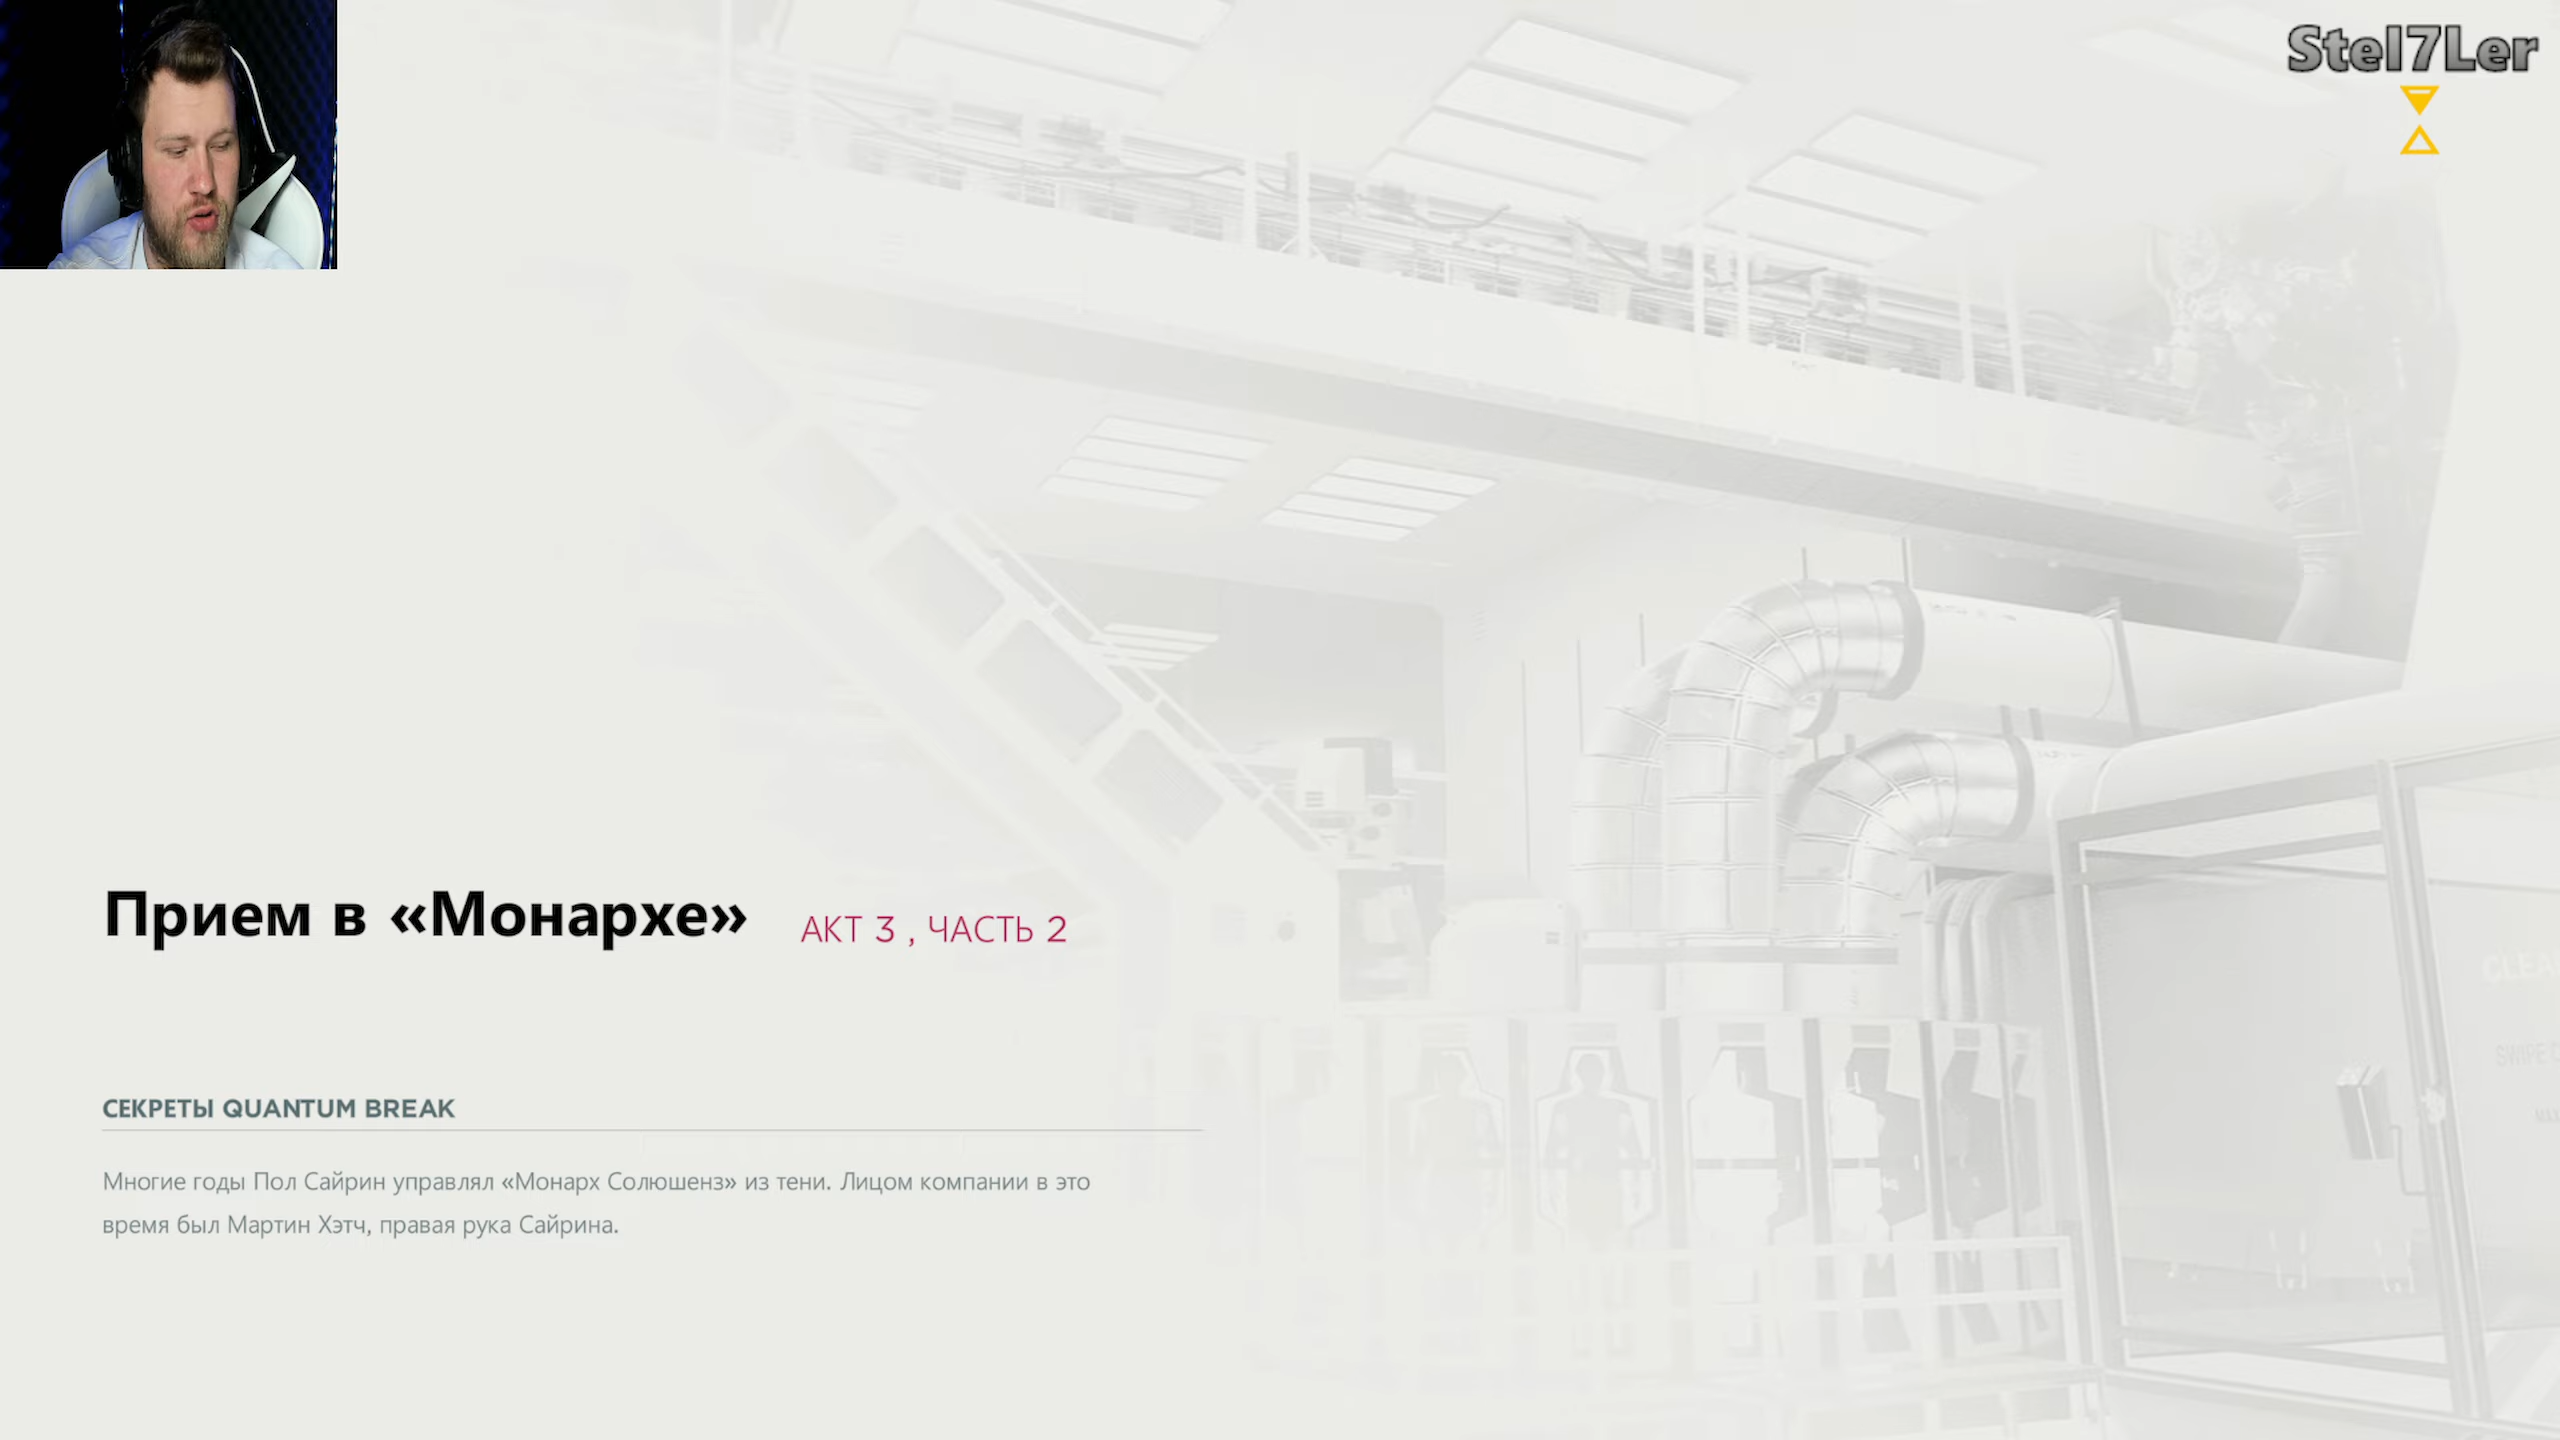 Stel7Ler
Прием в «Монархе» АКТ 3 , ЧАСТЬ 2
СЕКРЕТЫ QUANTUM BREAK
Многие годы Пол Сайрин управлял «Монарх Солюшенз» из тени. Лицом компании в это
время был Мартин Хэтч, правая рука Сайрина.